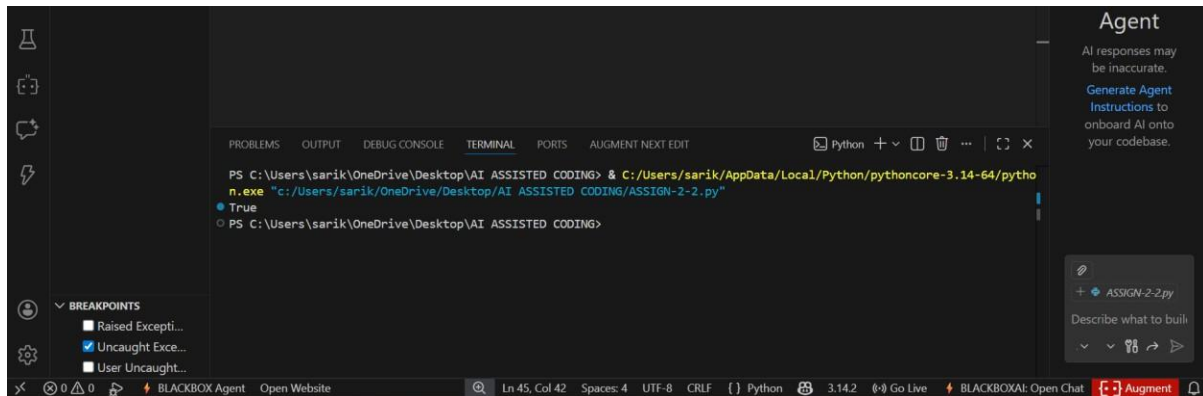 PROBLEMS OUTPUT DEBUG CONSOLE TERMINAL PORTS AUGMENT NEXT EDIT Python
PS C:\Users\sarik\OneDrive\Desktop\AI ASSISTED CODING> & C:/Users/sarik/AppData/Local/Python/pythoncore-3.14-64/pytho
n.exe "c:/Users/sarik/OneDrive/Desktop/AI ASSISTED CODING/ASSIGN-2-2.py"
True
PS C:\Users\sarik\OneDrive\Desktop\AI ASSISTED CODING>
BREAKPOINTS
Raised Excepti...
Uncaught Exce...
User Uncaught...
Agent
AI responses may
be inaccurate.
Generate Agent
Instructions to
onboard AI onto
your codebase.
ASSIGN-2-2.py
Describe what to buil
0 0 BLACKBOX Agent Open Website Ln 45, Col 42 Spaces: 4 UTF-8 CRLF {} Python 3.14.2 Go Live BLACKBOXAI: Open Chat Augment